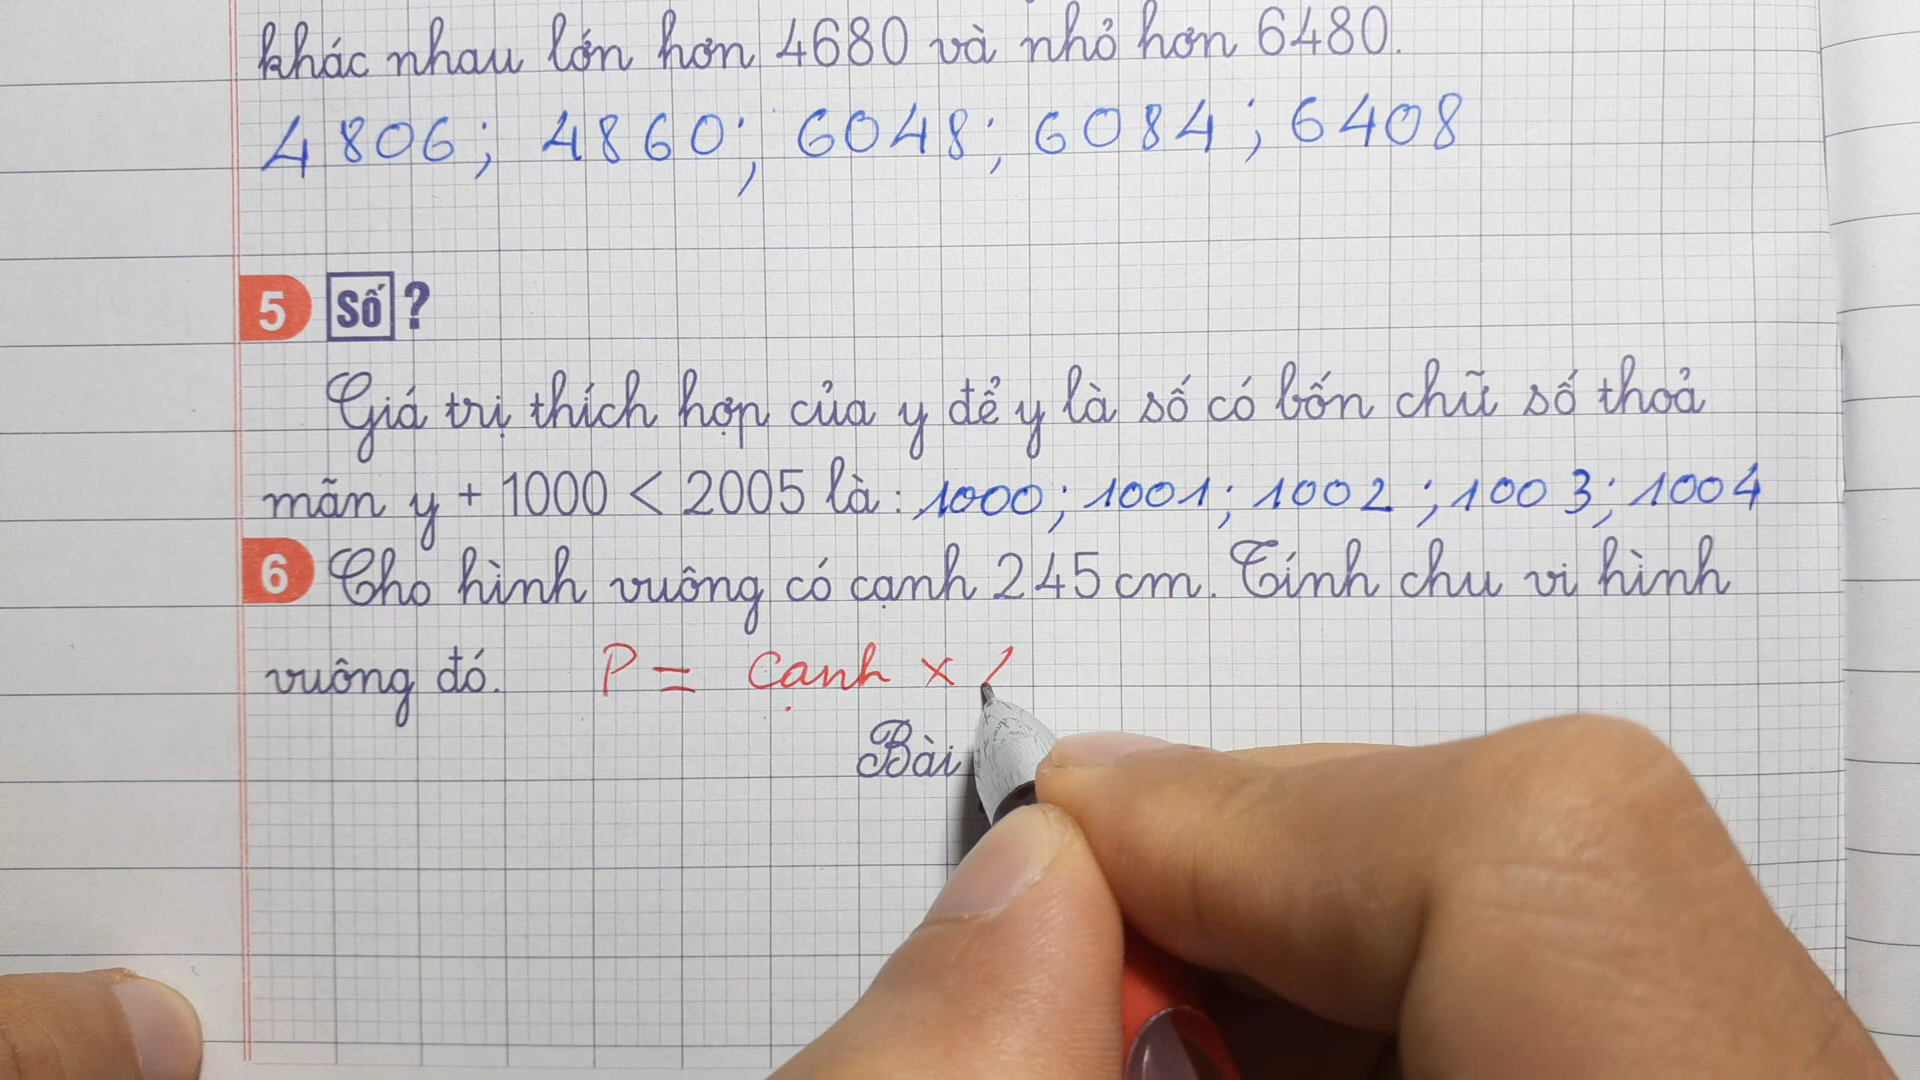 khác nhau lớn hơn 4680 và nhỏ hơn 6480.
4806; 4860; 6048; 6084; 6408
5 Số ?
Giá trị thích hợp của y để y là số có bốn chữ số thoả
mãn y + 1000 < 2005 là: 1000; 1001; 1002; 1003; 1004
6 Cho hình vuông có cạnh 245 cm. Tính chu vi hình
vuông đó. P = cạnh ×
Bài